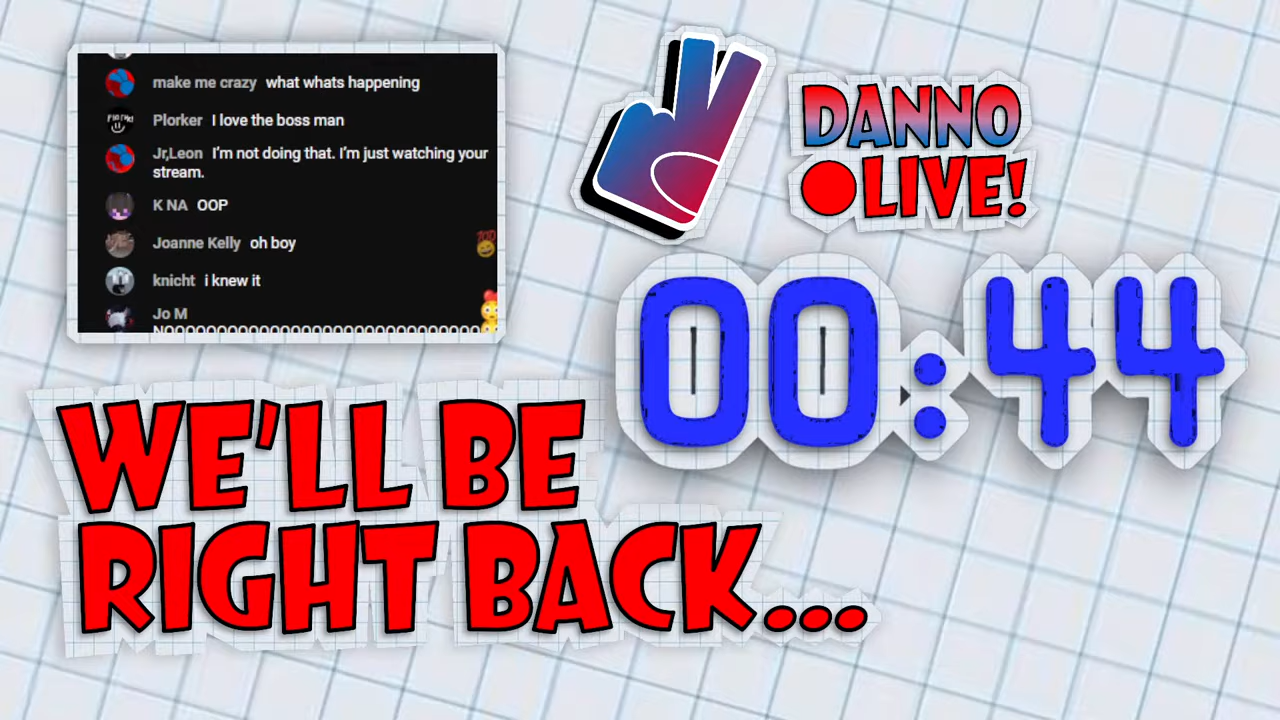 make me crazy what whats happening
Plorker I love the boss man
Jr,Leon I'm not doing that. I'm just watching your
stream.
K NA OOP
Joanne Kelly oh boy
knicht i knew it
Jo M
DANNO
LIVE!
00:44
WE'LL BE
RIGHT BACK...